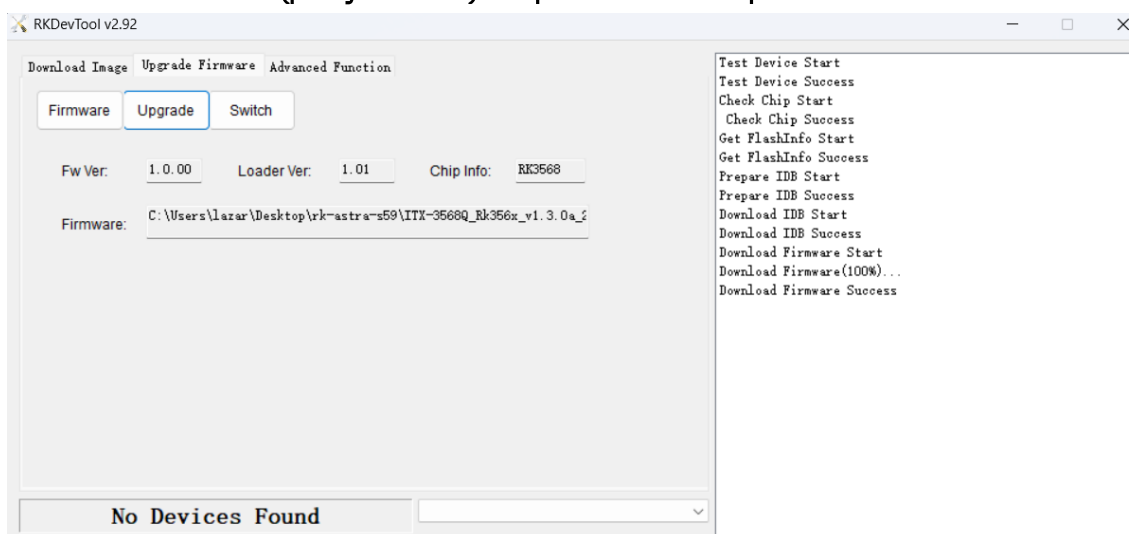 RKDevTool v2.92
Download Image Upgrade Firmware Advanced Function
Firmware Upgrade Switch
Fw Ver: 1.0.00 Loader Ver: 1.01 Chip Info: RK3568
Firmware: C:\Users\lazar\Desktop\rk-astra-s59\ITX-3568Q_Rk356x_v1.3.0a_2
No Devices Found
Test Device Start
Test Device Success
Check Chip Start
Check Chip Success
Get FlashInfo Start
Get FlashInfo Success
Prepare IDB Start
Prepare IDB Success
Download IDB Start
Download IDB Success
Download Firmware Start
Download Firmware(100%)...
Download Firmware Success